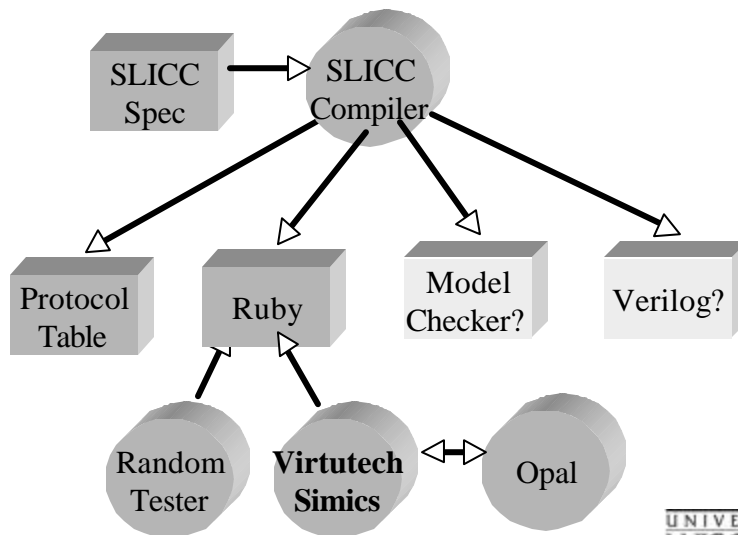 SLICC
Spec
SLICC
Compiler
Protocol
Table
Ruby
Model
Checker?
Verilog?
Random
Tester
Virtutech
Simics
Opal